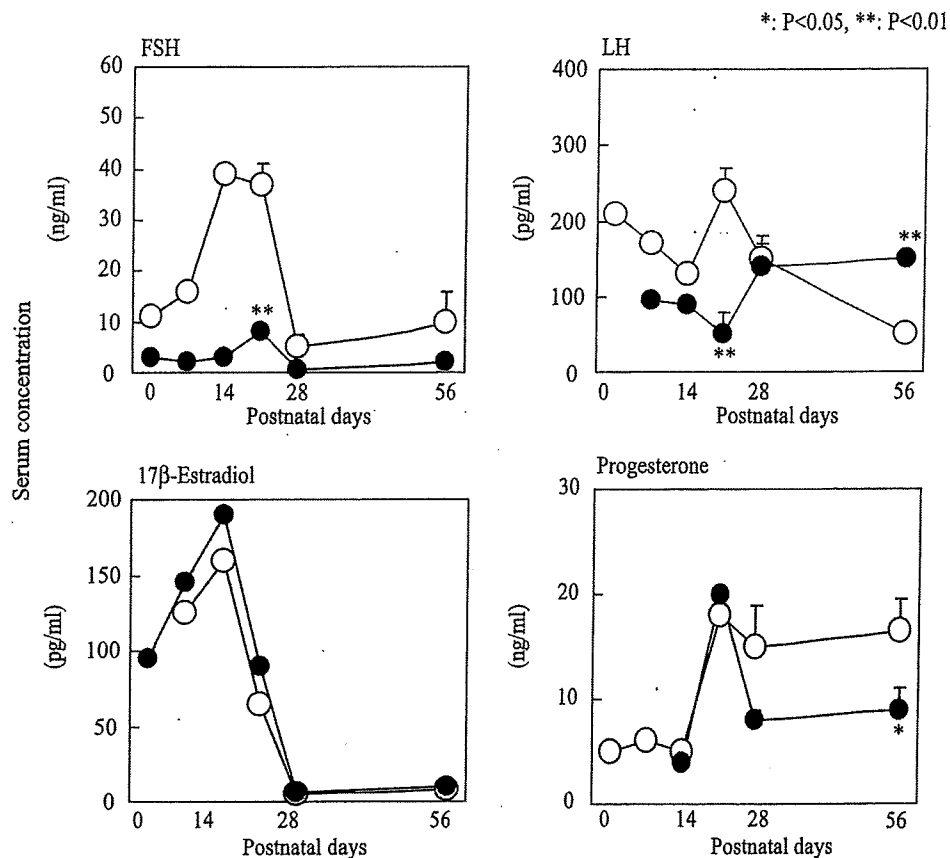 *: P<0.05, **: P<0.01
FSH
60
50
40
30
20
10
0
(ng/ml)
**
0 14 28 56
Postnatal days
LH
400
300
200
100
0
(pg/ml)
**
**
0 14 28 56
Postnatal days
Serum concentration
17β-Estradiol
200
150
100
50
0
(pg/ml)
0 14 28 56
Postnatal days
Progesterone
30
20
10
0
(ng/ml)
*
0 14 28 56
Postnatal days